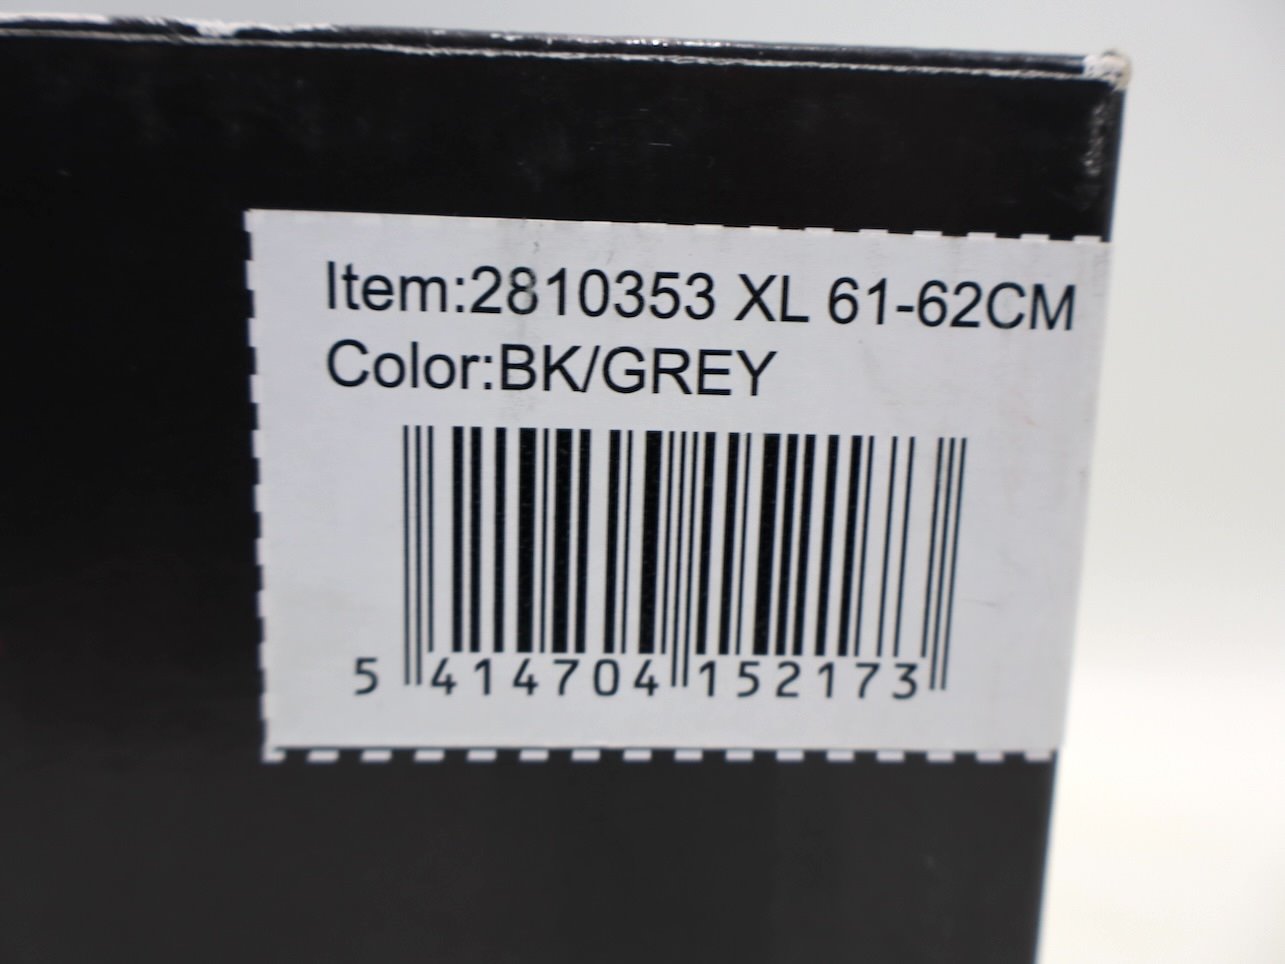 Item:2810353 XL 61-62CM
Color:BK/GREY
5 414704 152173